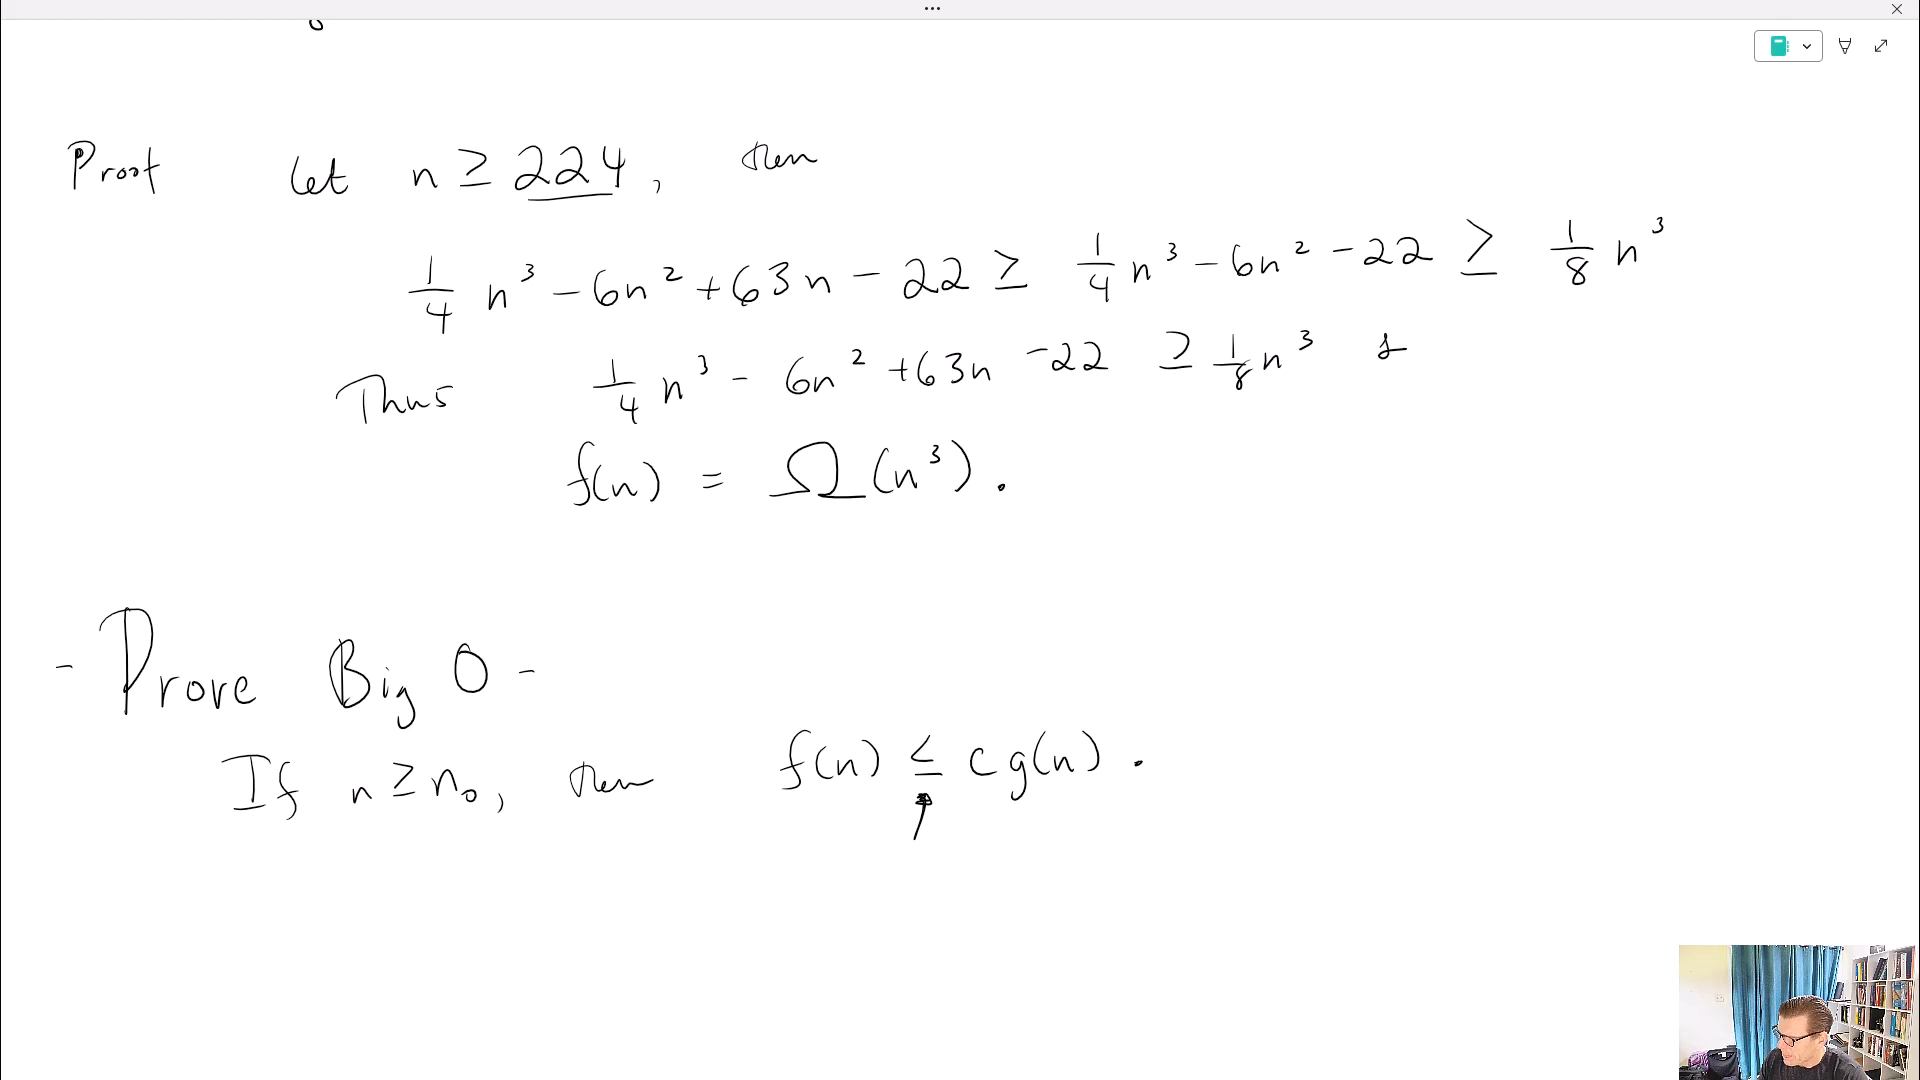 Proof let n ≥ 224, then
1/4 n³ - 6n² + 63n - 22 ≥ 1/4 n³ - 6n² - 22 ≥ 1/8 n³
Thus 1/4 n³ - 6n² + 63n - 22 ≥ 1/8 n³ &
f(n) = Ω(n³).
- Prove Big O -
If n ≥ n₀, then f(n) ≤ c g(n).